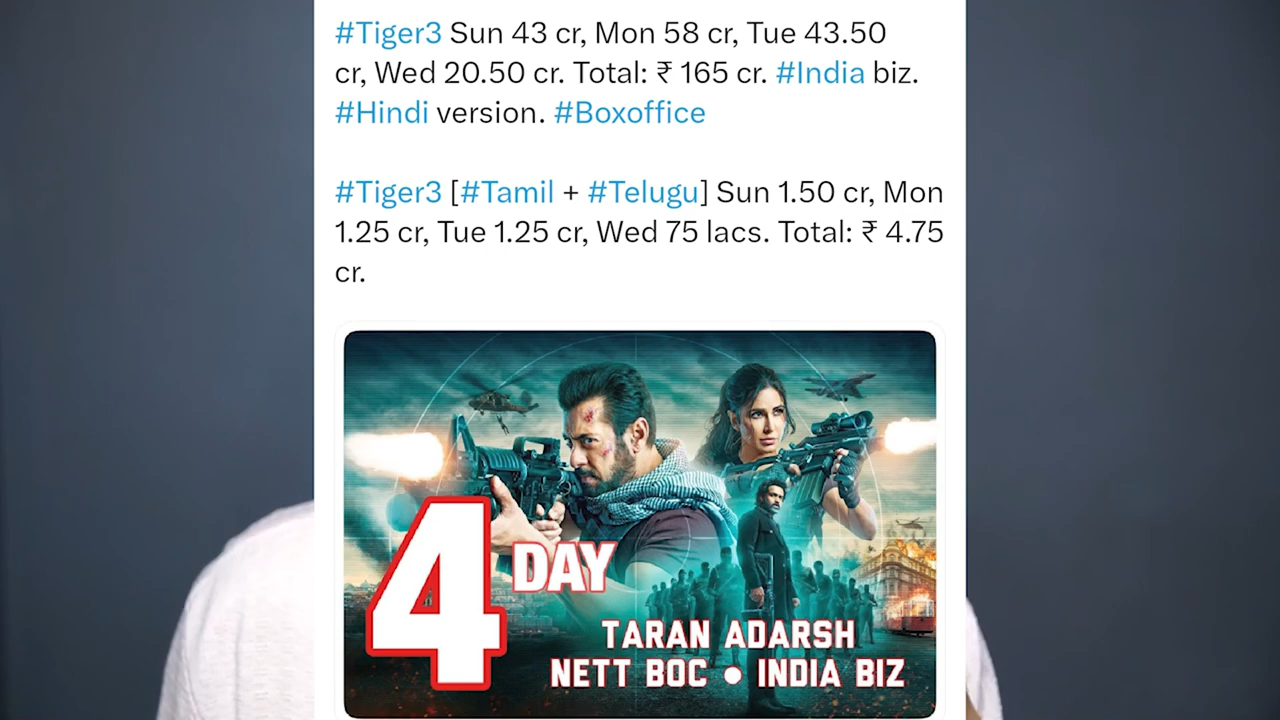 #Tiger3 Sun 43 cr, Mon 58 cr, Tue 43.50
cr, Wed 20.50 cr. Total: ₹ 165 cr. #India biz.
#Hindi version. #Boxoffice
#Tiger3 [#Tamil + #Telugu] Sun 1.50 cr, Mon
1.25 cr, Tue 1.25 cr, Wed 75 lacs. Total: ₹ 4.75
cr.
4 DAY
TARAN ADARSH
NETT BOC ● INDIA BIZ